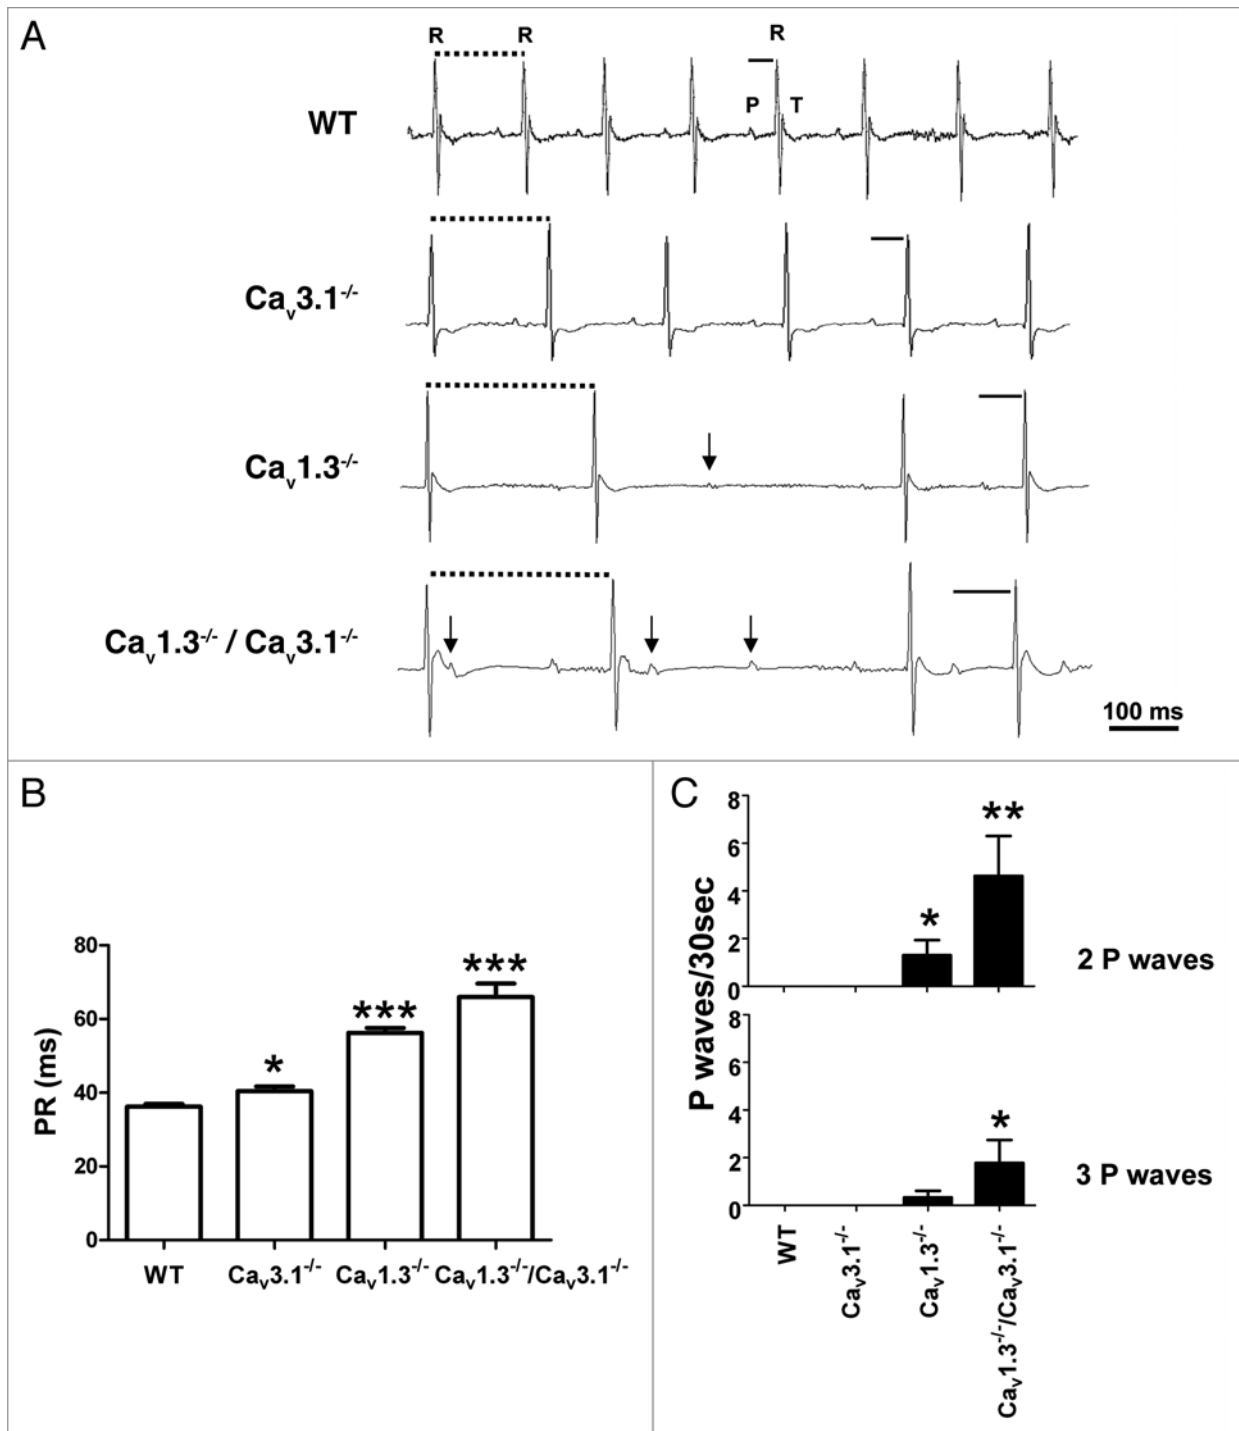 A
R R R
P T
WT
Caᵥ3.1⁻/⁻
Caᵥ1.3⁻/⁻
Caᵥ1.3⁻/⁻ / Caᵥ3.1⁻/⁻
100 ms
B
PR (ms)
80
60
40
20
0
*
***
***
WT Caᵥ3.1⁻/⁻ Caᵥ1.3⁻/⁻ Caᵥ1.3⁻/⁻/Caᵥ3.1⁻/⁻
C
P waves/30sec
8
6
4
2
0
*
**
2 P waves
8
6
4
2
0
*
3 P waves
WT
Caᵥ3.1⁻/⁻
Caᵥ1.3⁻/⁻
Caᵥ1.3⁻/⁻/Caᵥ3.1⁻/⁻